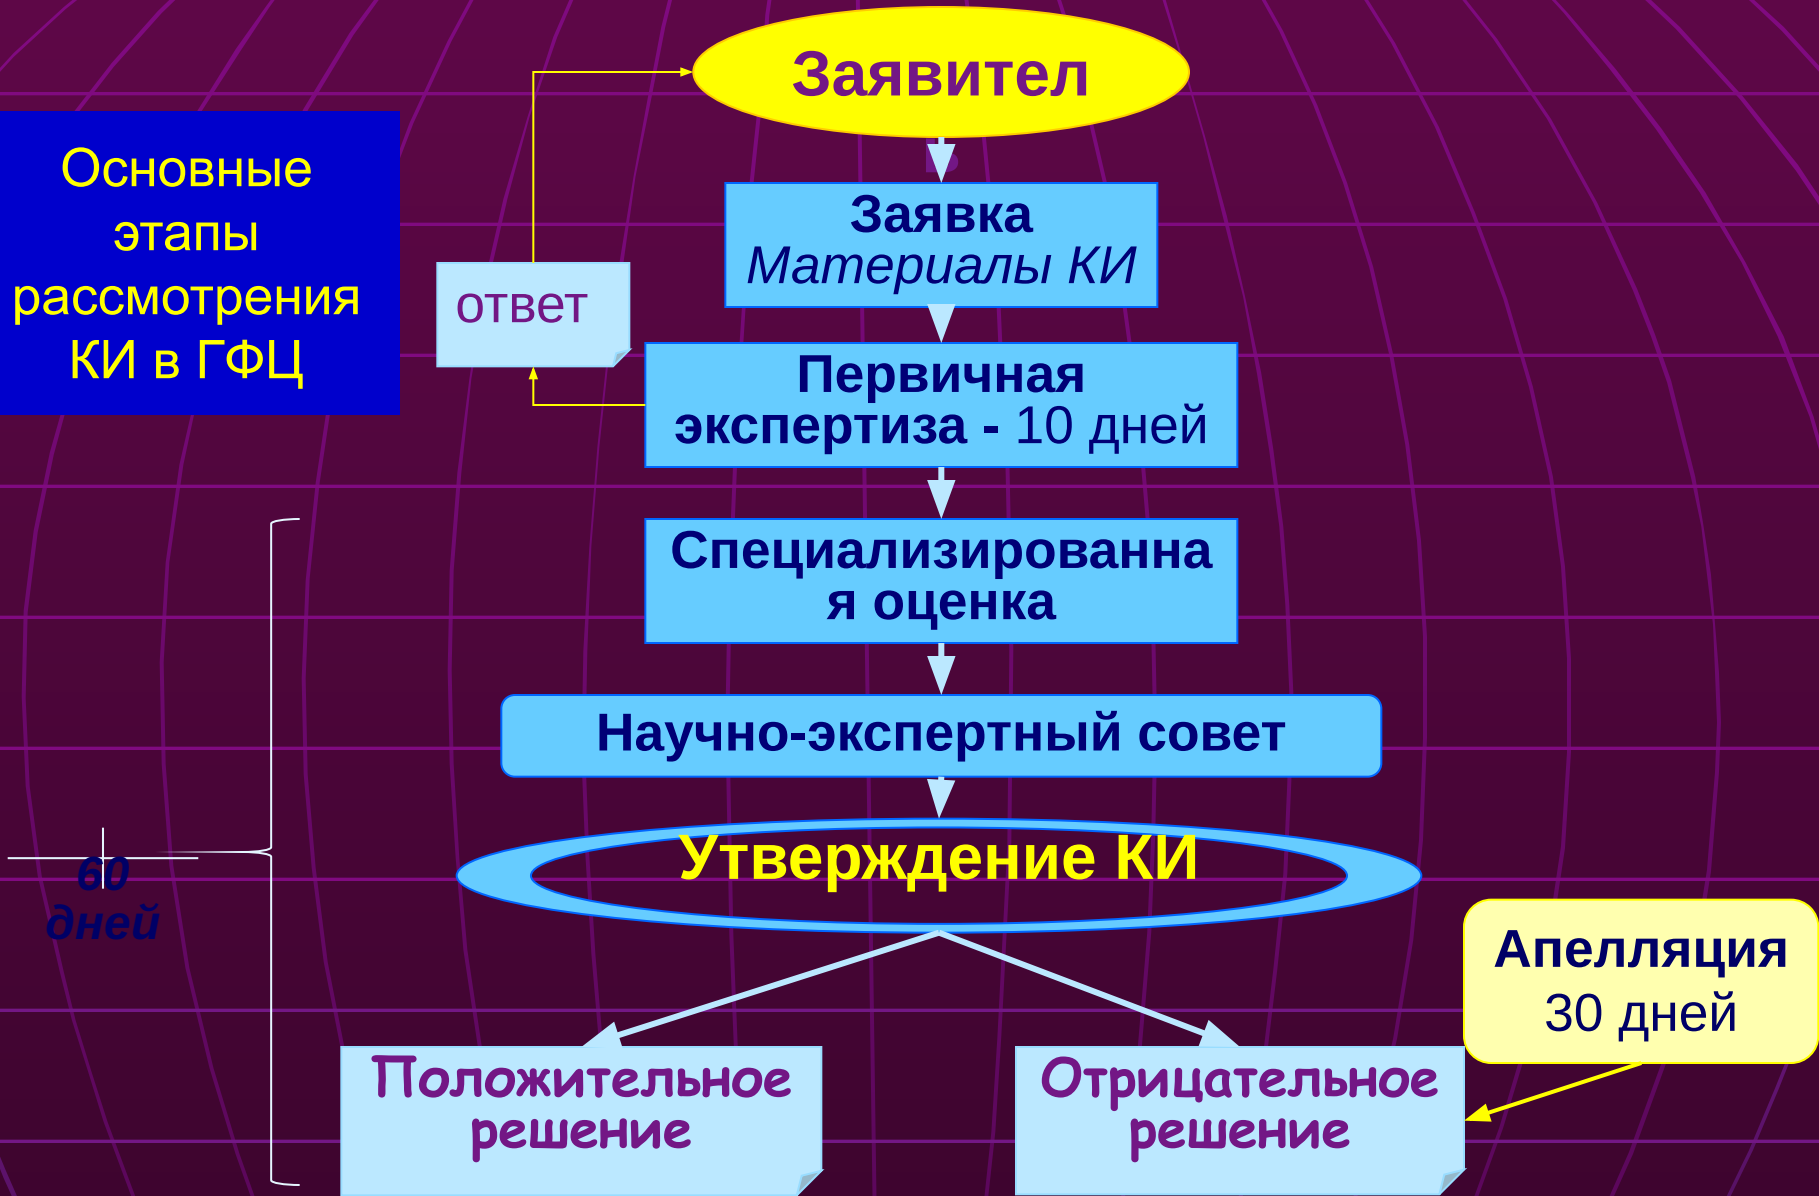 Заявител
ь
Основные
этапы
рассмотрения
КИ в ГФЦ
Заявка
Материалы КИ
ответ
Первичная
экспертиза - 10 дней
Специализированна
я оценка
Научно-экспертный совет
Утверждение КИ
60
дней
Апелляция
30 дней
Положительное
решение
Отрицательное
решение